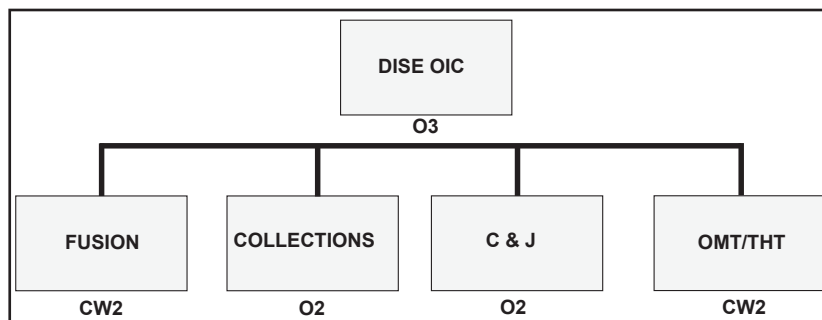 DISE OIC
O3
FUSION
COLLECTIONS
C & J
OMT/THT
CW2
O2
O2
CW2